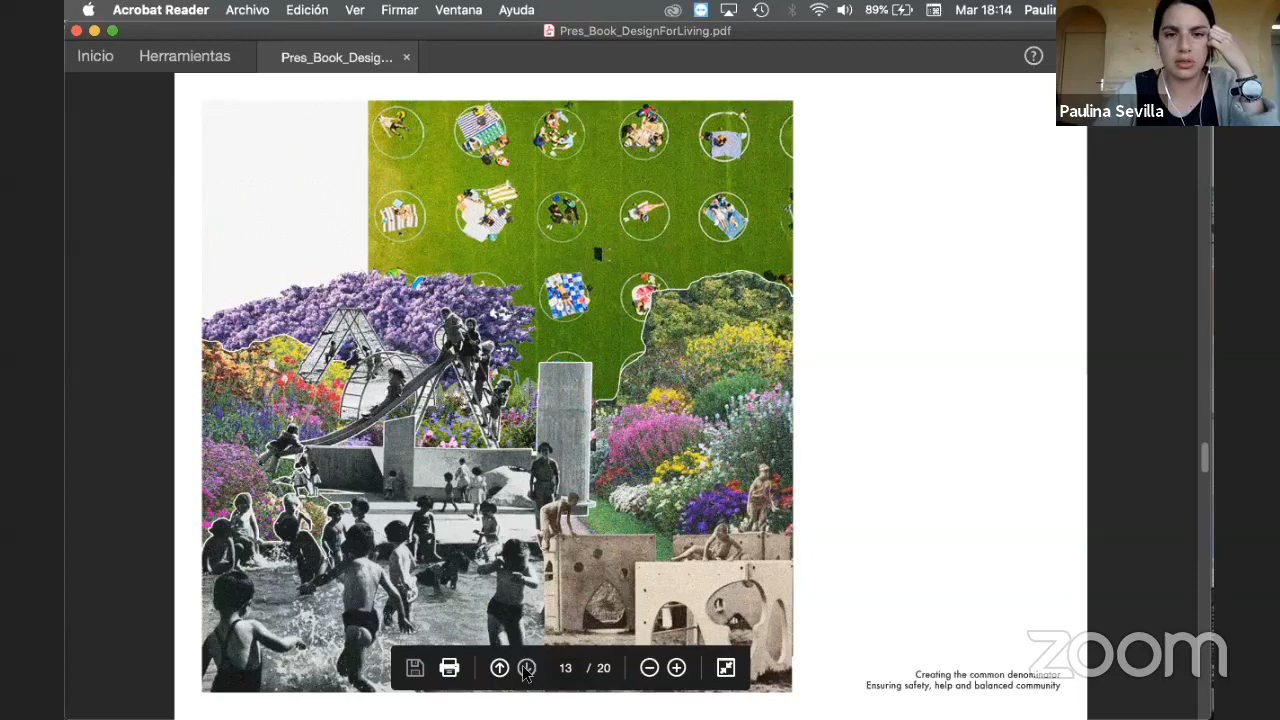 Acrobat Reader Archivo Edición Ver Firmar Ventana Ayuda 89% Mar 18:14
Pres_Book_DesignForLiving.pdf
Inicio Herramientas Pres_Book_Desig... × ?
Paulina Sevilla
13 / 20
Creating the common denominator
Ensuring safety, help and balanced community
zoom